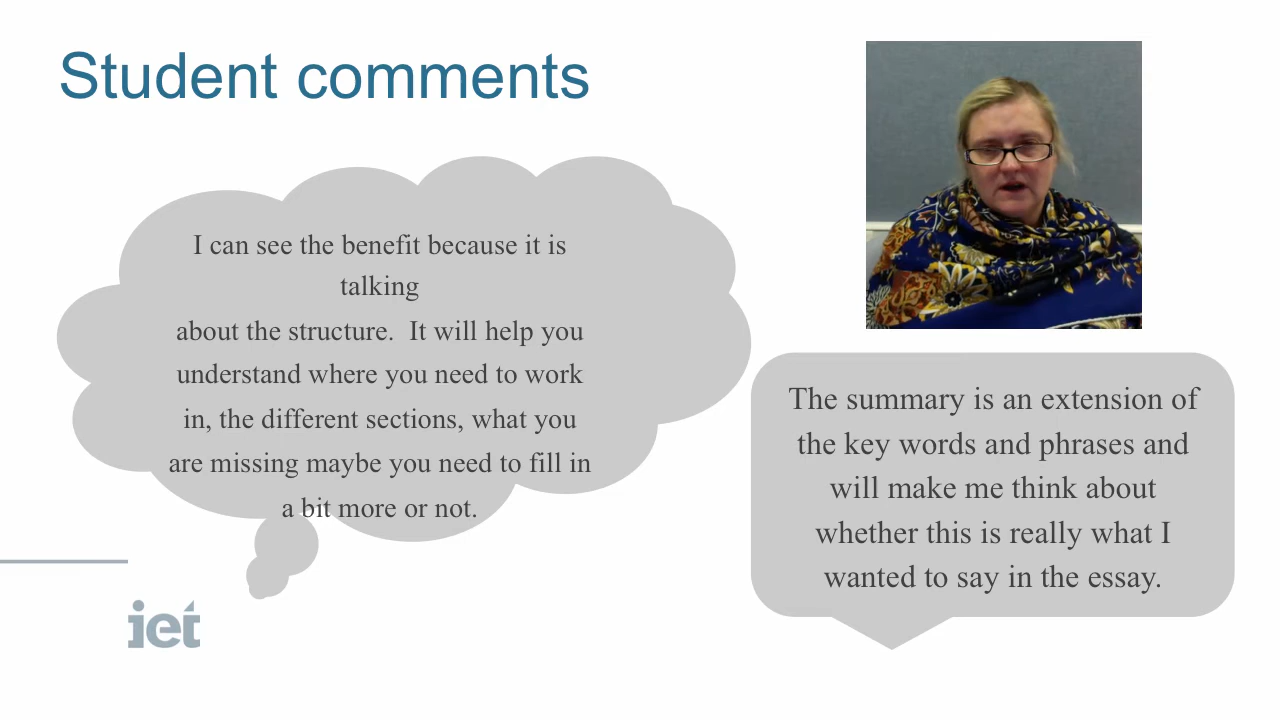 Student comments
I can see the benefit because it is
talking
about the structure.  It will help you
understand where you need to work
in, the different sections, what you
are missing maybe you need to fill in
a bit more or not.
The summary is an extension of
the key words and phrases and
will make me think about
whether this is really what I
wanted to say in the essay.
iet